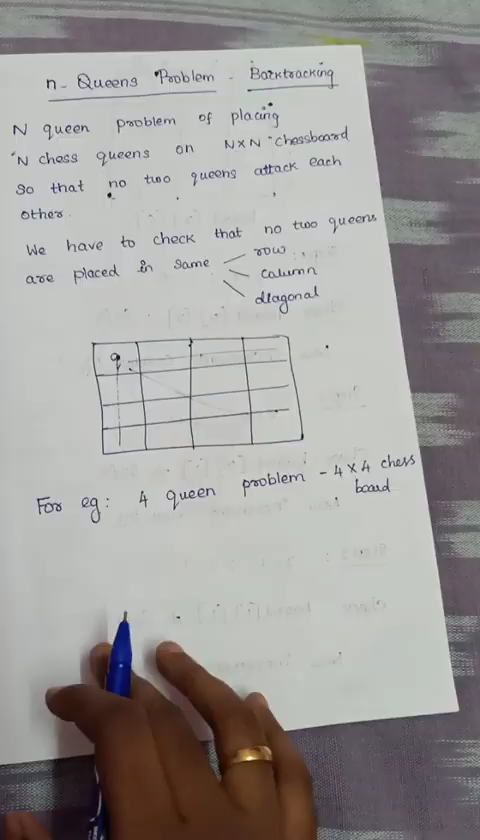 n - Queens Problem - Backtracking
N queen problem of placing
N chess queens on N×N chessboard
so that no two queens attack each
other.
We have to check that no two queens
are placed in same row
column
diagonal
q
For eg: 4 queen problem - 4×4 chess
board